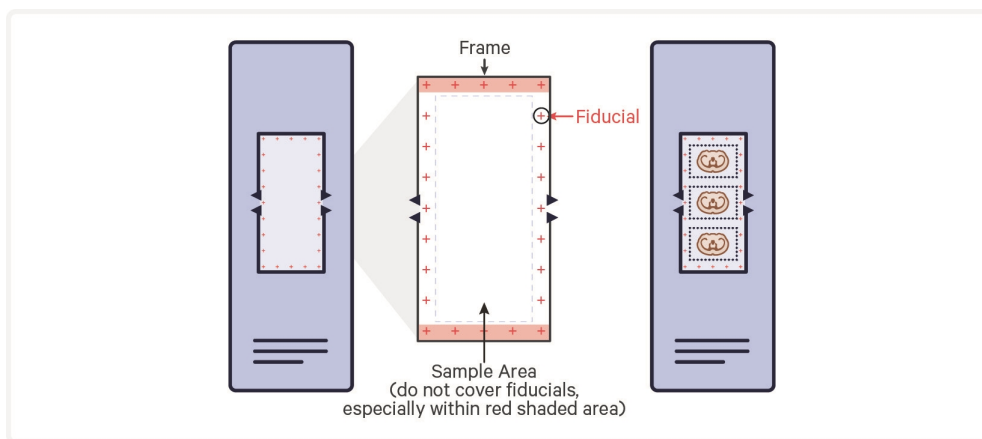 Frame
Fiducial
Sample Area
(do not cover fiducials,
especially within red shaded area)